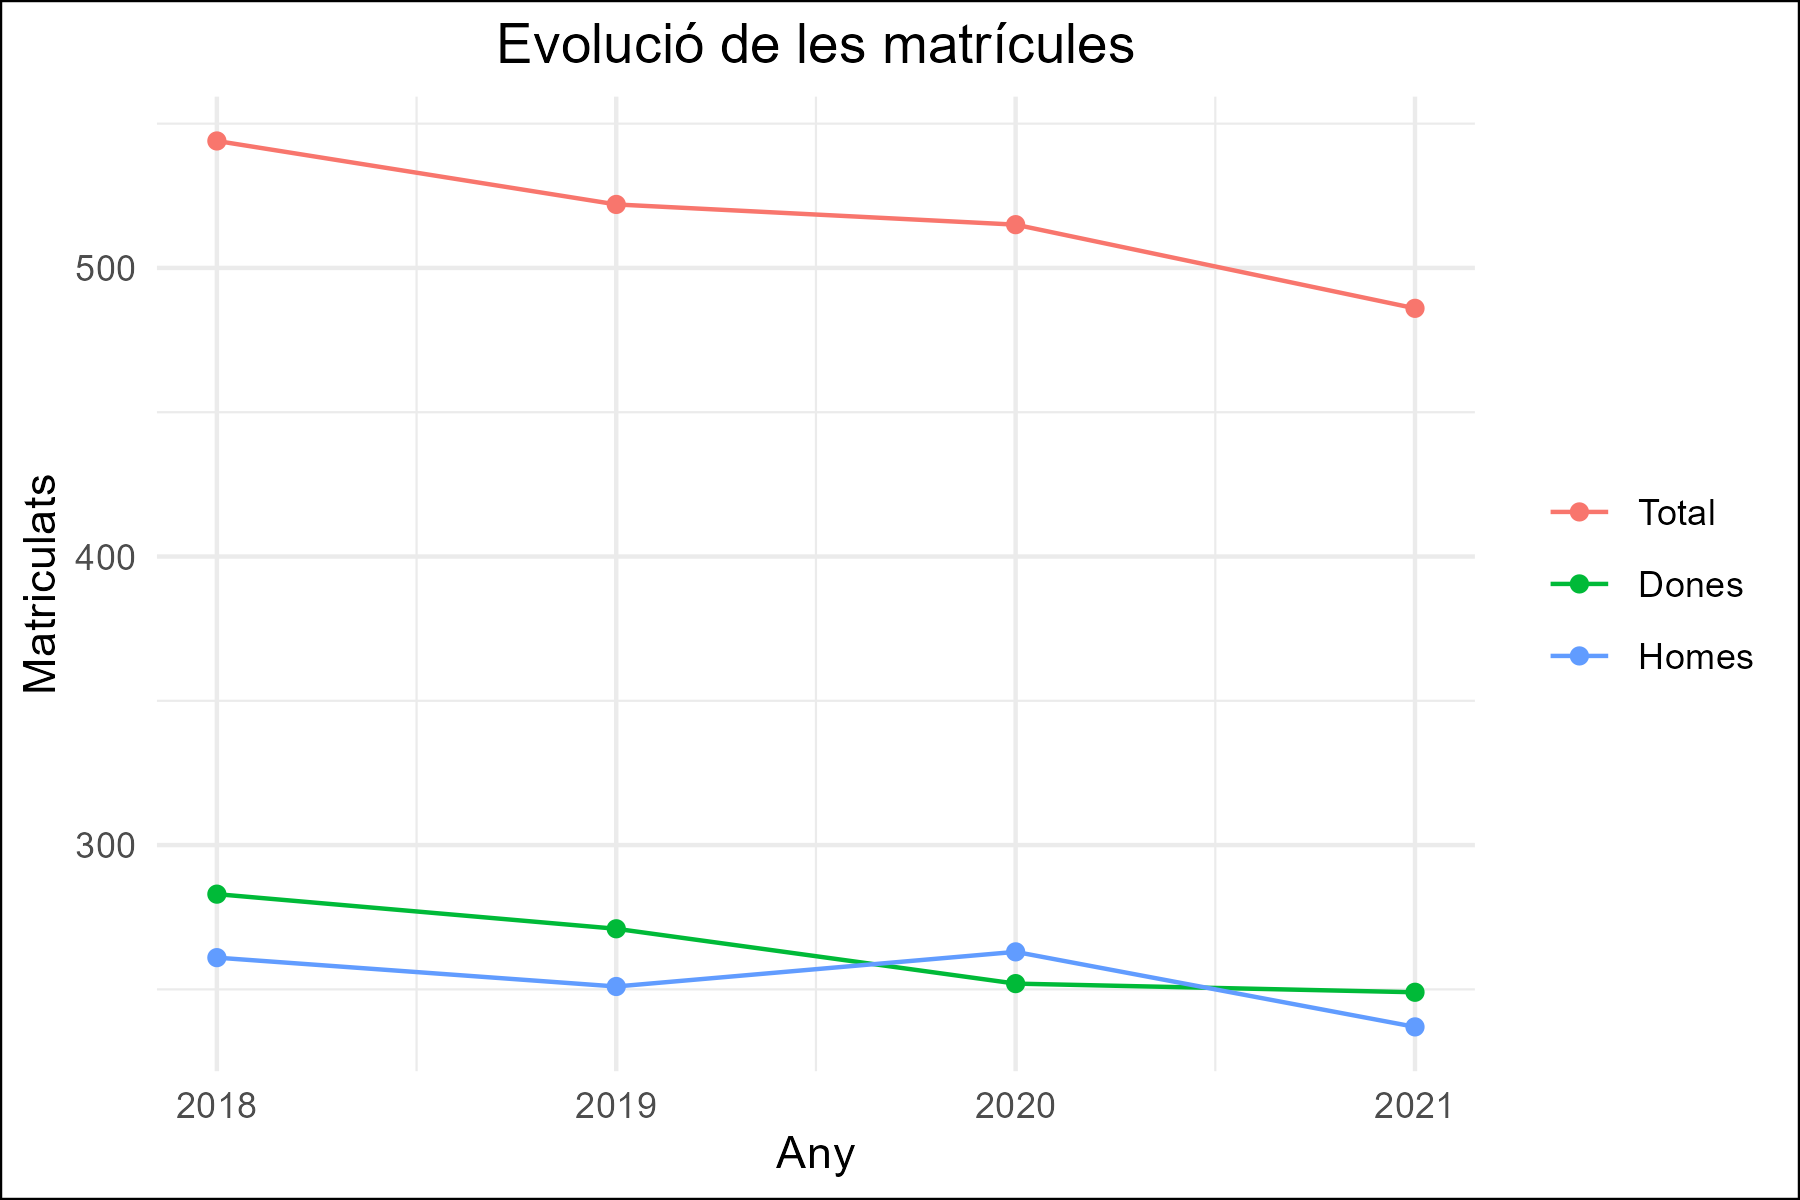 Evolució de les matrícules
500
400
300
Matriculats
2018 2019 2020 2021
Any
Total
Dones
Homes